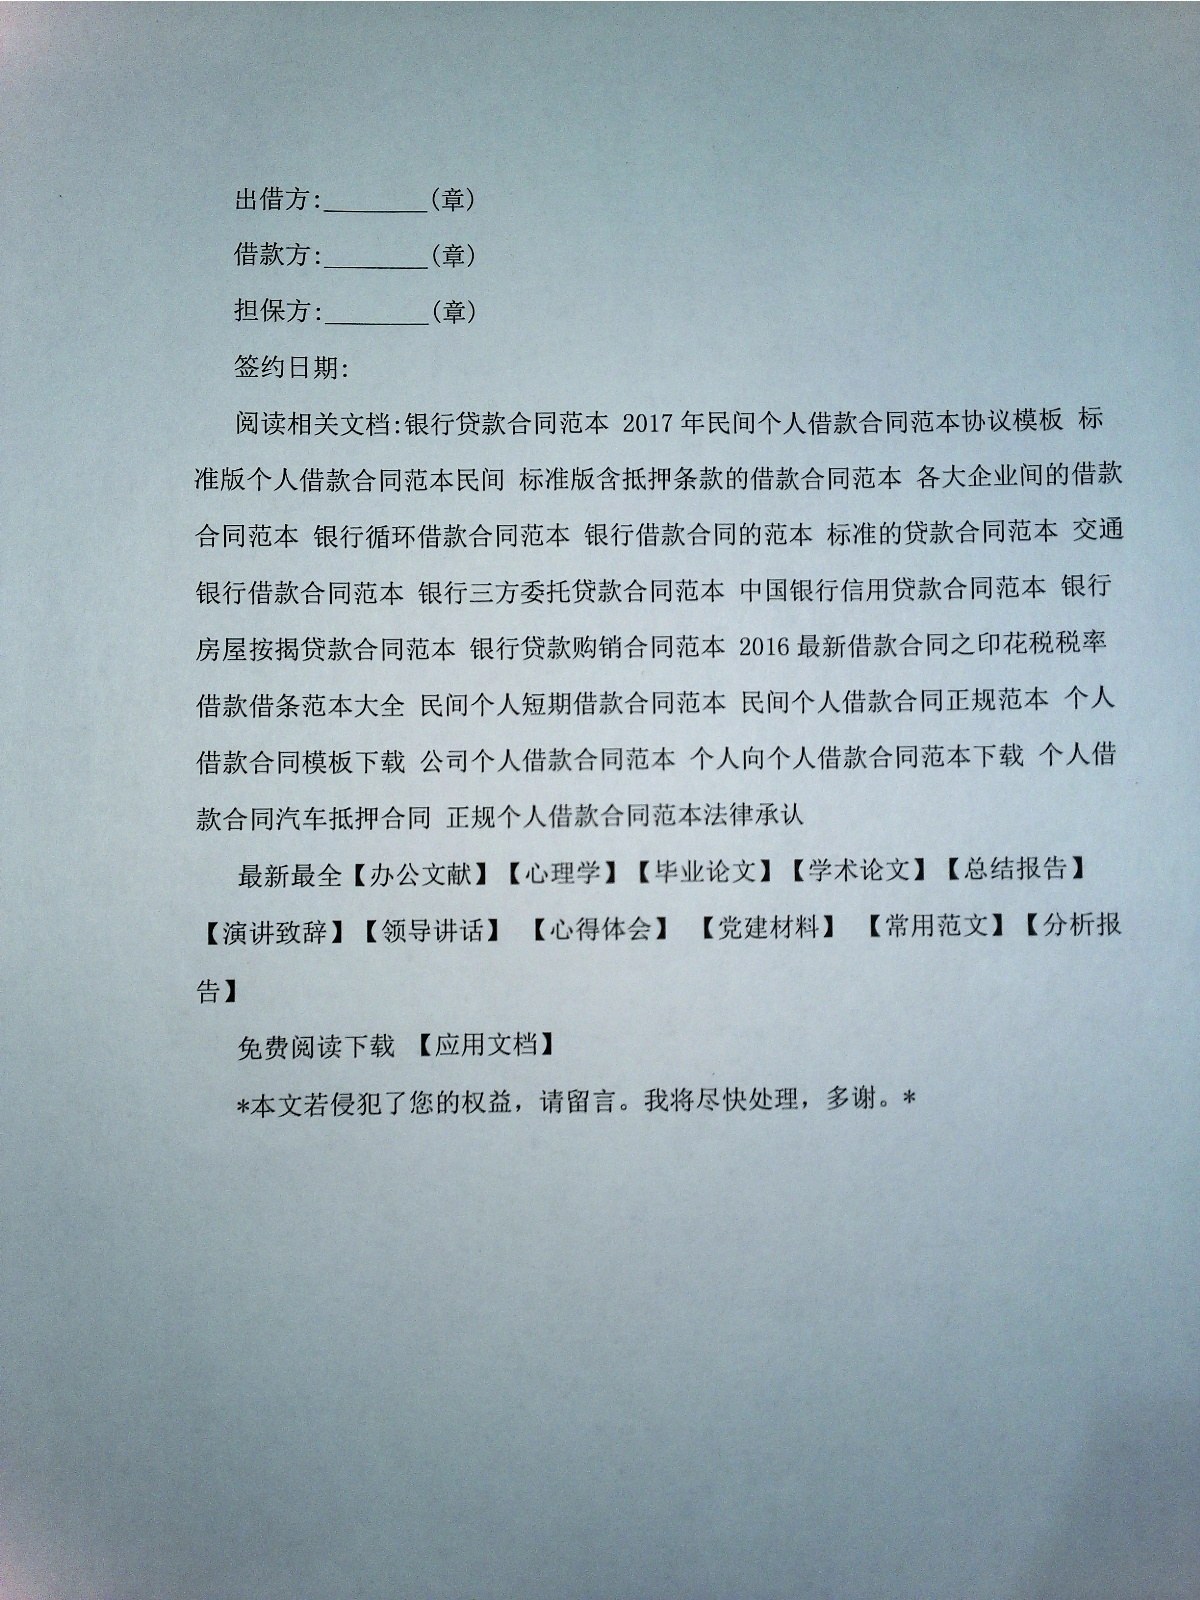 出借方:________(章)
借款方:________(章)
担保方:________(章)
签约日期:
阅读相关文档:银行贷款合同范本 2017年民间个人借款合同范本协议模板 标
准版个人借款合同范本民间 标准版含抵押条款的借款合同范本 各大企业间的借款
合同范本 银行循环借款合同范本 银行借款合同的范本 标准的贷款合同范本 交通
银行借款合同范本 银行三方委托贷款合同范本 中国银行信用贷款合同范本 银行
房屋按揭贷款合同范本 银行贷款购销合同范本 2016最新借款合同之印花税税率
借款借条范本大全 民间个人短期借款合同范本 民间个人借款合同正规范本 个人
借款合同模板下载 公司个人借款合同范本 个人向个人借款合同范本下载 个人借
款合同汽车抵押合同 正规个人借款合同范本法律承认
最新最全【办公文献】【心理学】【毕业论文】【学术论文】【总结报告】
【演讲致辞】【领导讲话】 【心得体会】 【党建材料】 【常用范文】【分析报
告】
免费阅读下载 【应用文档】
*本文若侵犯了您的权益，请留言。我将尽快处理，多谢。*